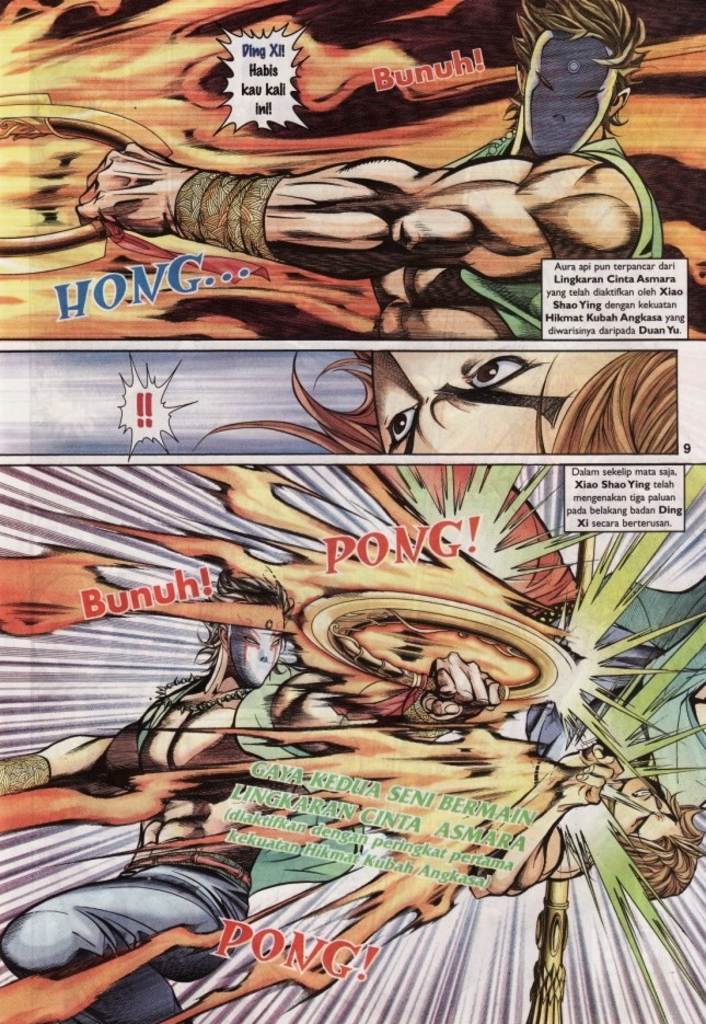 Ding Xi!
Habis
kau kali
ini!
Bunuh!
HONG...
Aura api pun terpancar dari
Lingkaran Cinta Asmara
yang telah diaktifkan oleh Xiao
Shao Ying dengan kekuatan
Hikmat Kubah Angkasa yang
diwarisinya daripada Duan Yu.
!!
9
Dalam sekelip mata saja,
Xiao Shao Ying telah
mengenakan tiga paluan
pada belakang badan Ding
Xi secara berterusan.
PONG!
Bunuh!
GAYA KEDUA SENI BERMAIN
LINGKARAN CINTA ASMARA
(diaktifkan dengan peringkat pertama
kekuatan Hikmat Kubah Angkasa)
PONG!